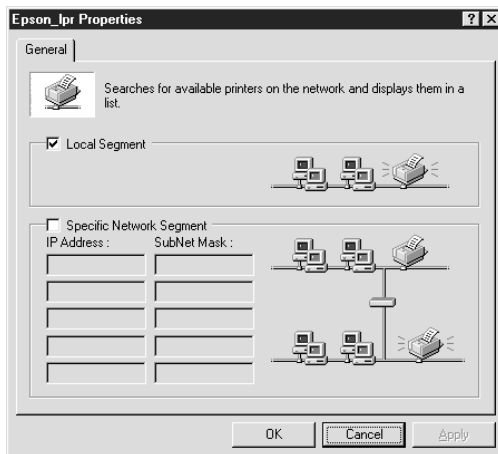 Epson_lpr Properties
General
Searches for available printers on the network and displays them in a
list.
Local Segment
Specific Network Segment
IP Address : SubNet Mask :
OK Cancel Apply